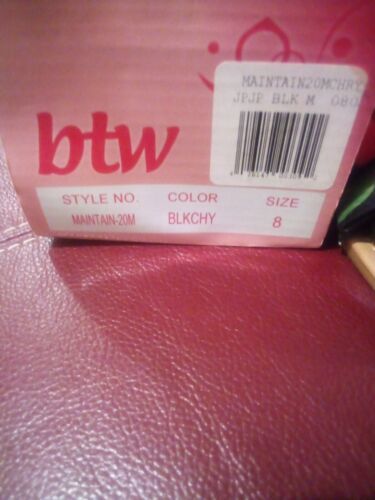 MAINTAIN20MCHRY
JPJP BLK M 080
btw
STYLE NO. COLOR SIZE
MAINTAIN-20M BLKCHY 8